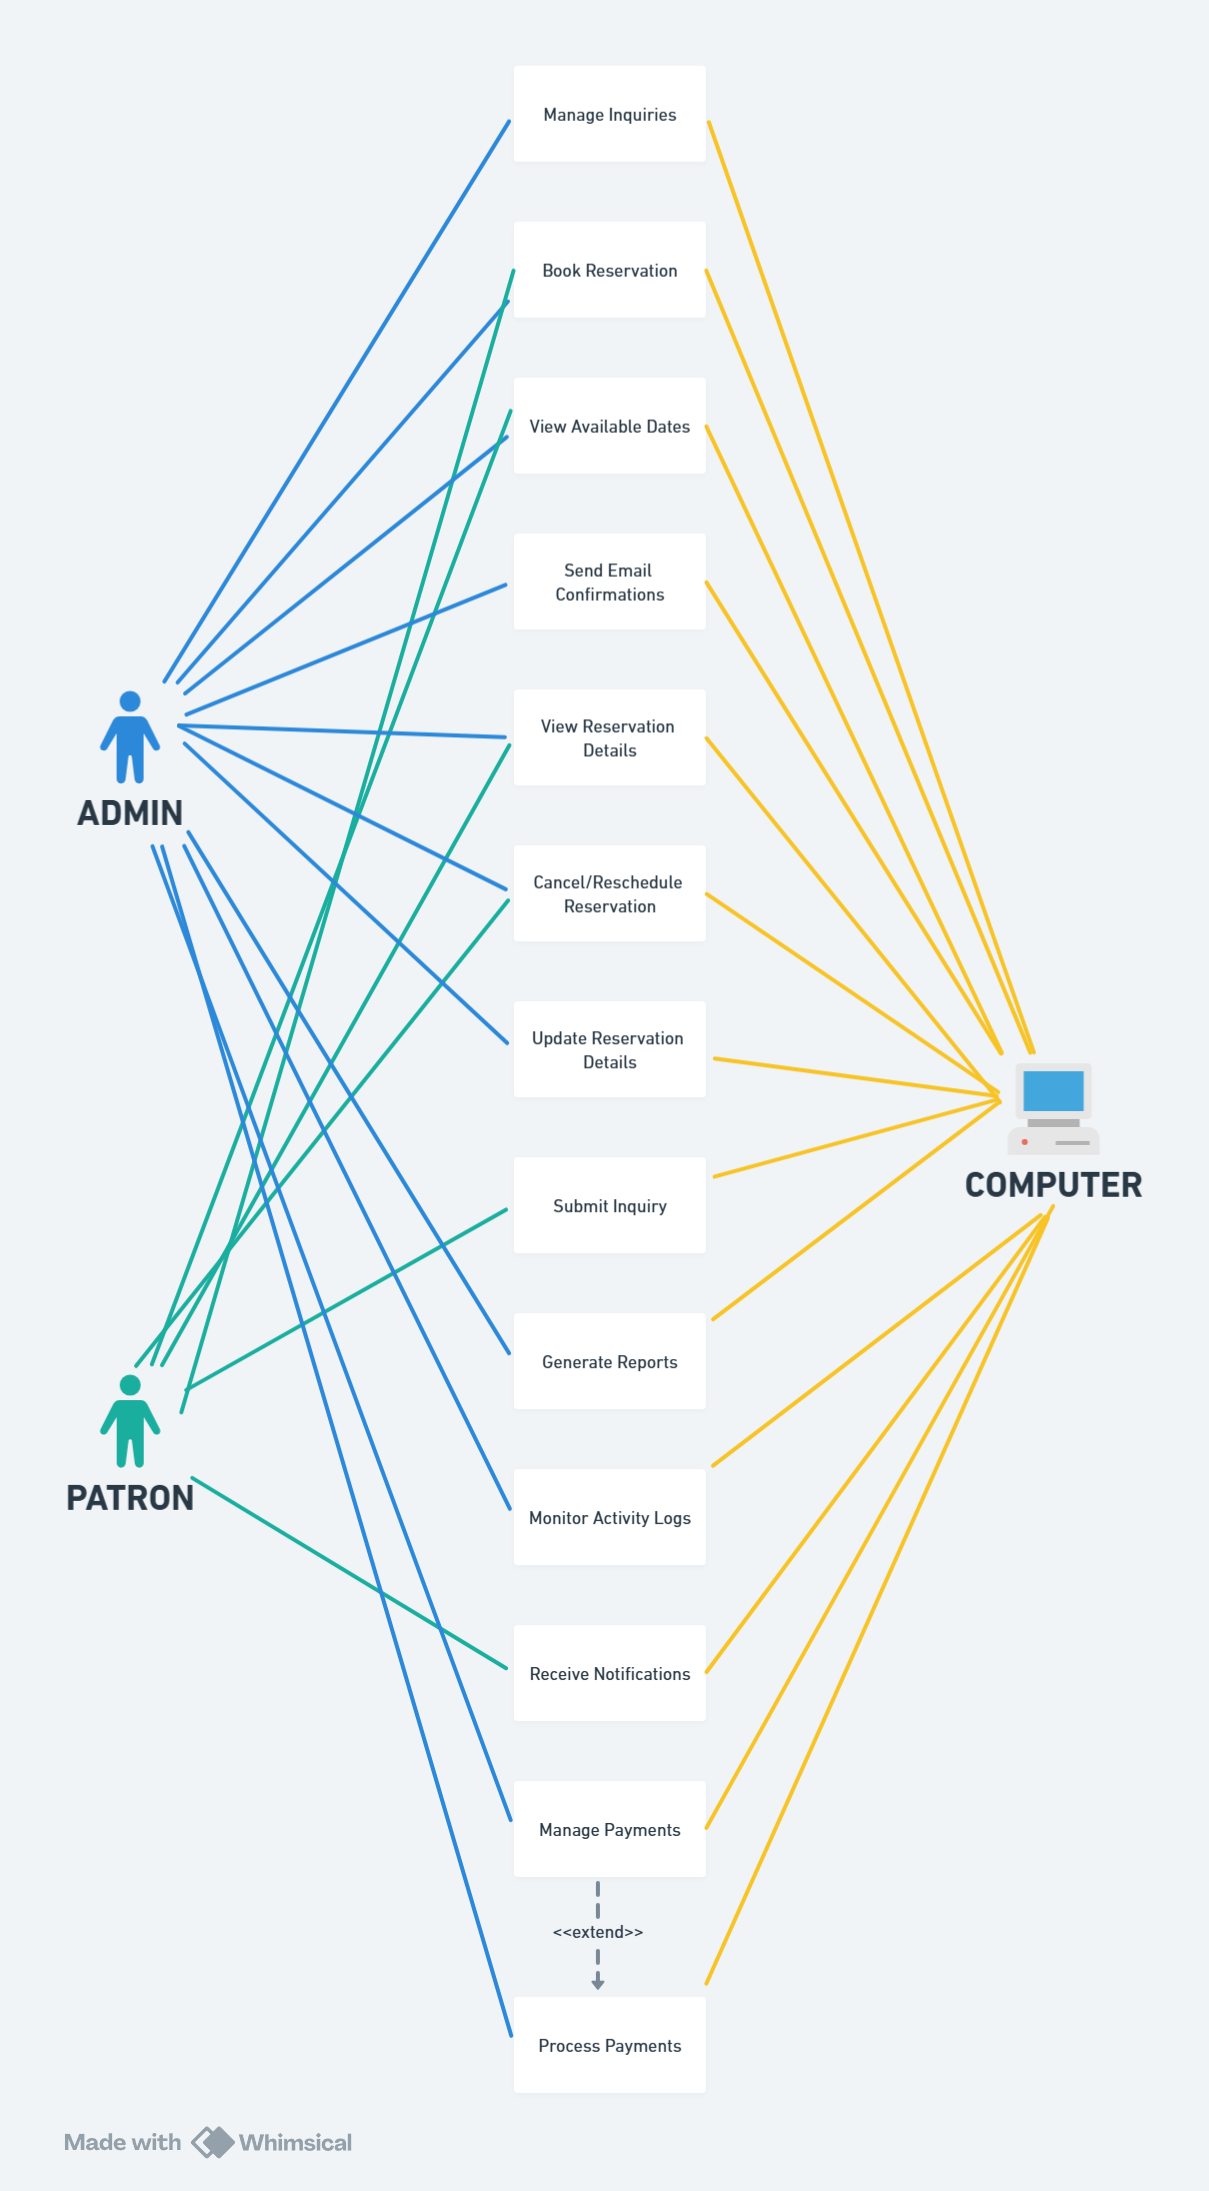 Manage Inquiries
Book Reservation
View Available Dates
Send Email
Confirmations
View Reservation
Details
ADMIN
Cancel/Reschedule
Reservation
Update Reservation
Details
COMPUTER
Submit Inquiry
Generate Reports
PATRON
Monitor Activity Logs
Receive Notifications
Manage Payments
<<extend>>
Process Payments
Made with Whimsical